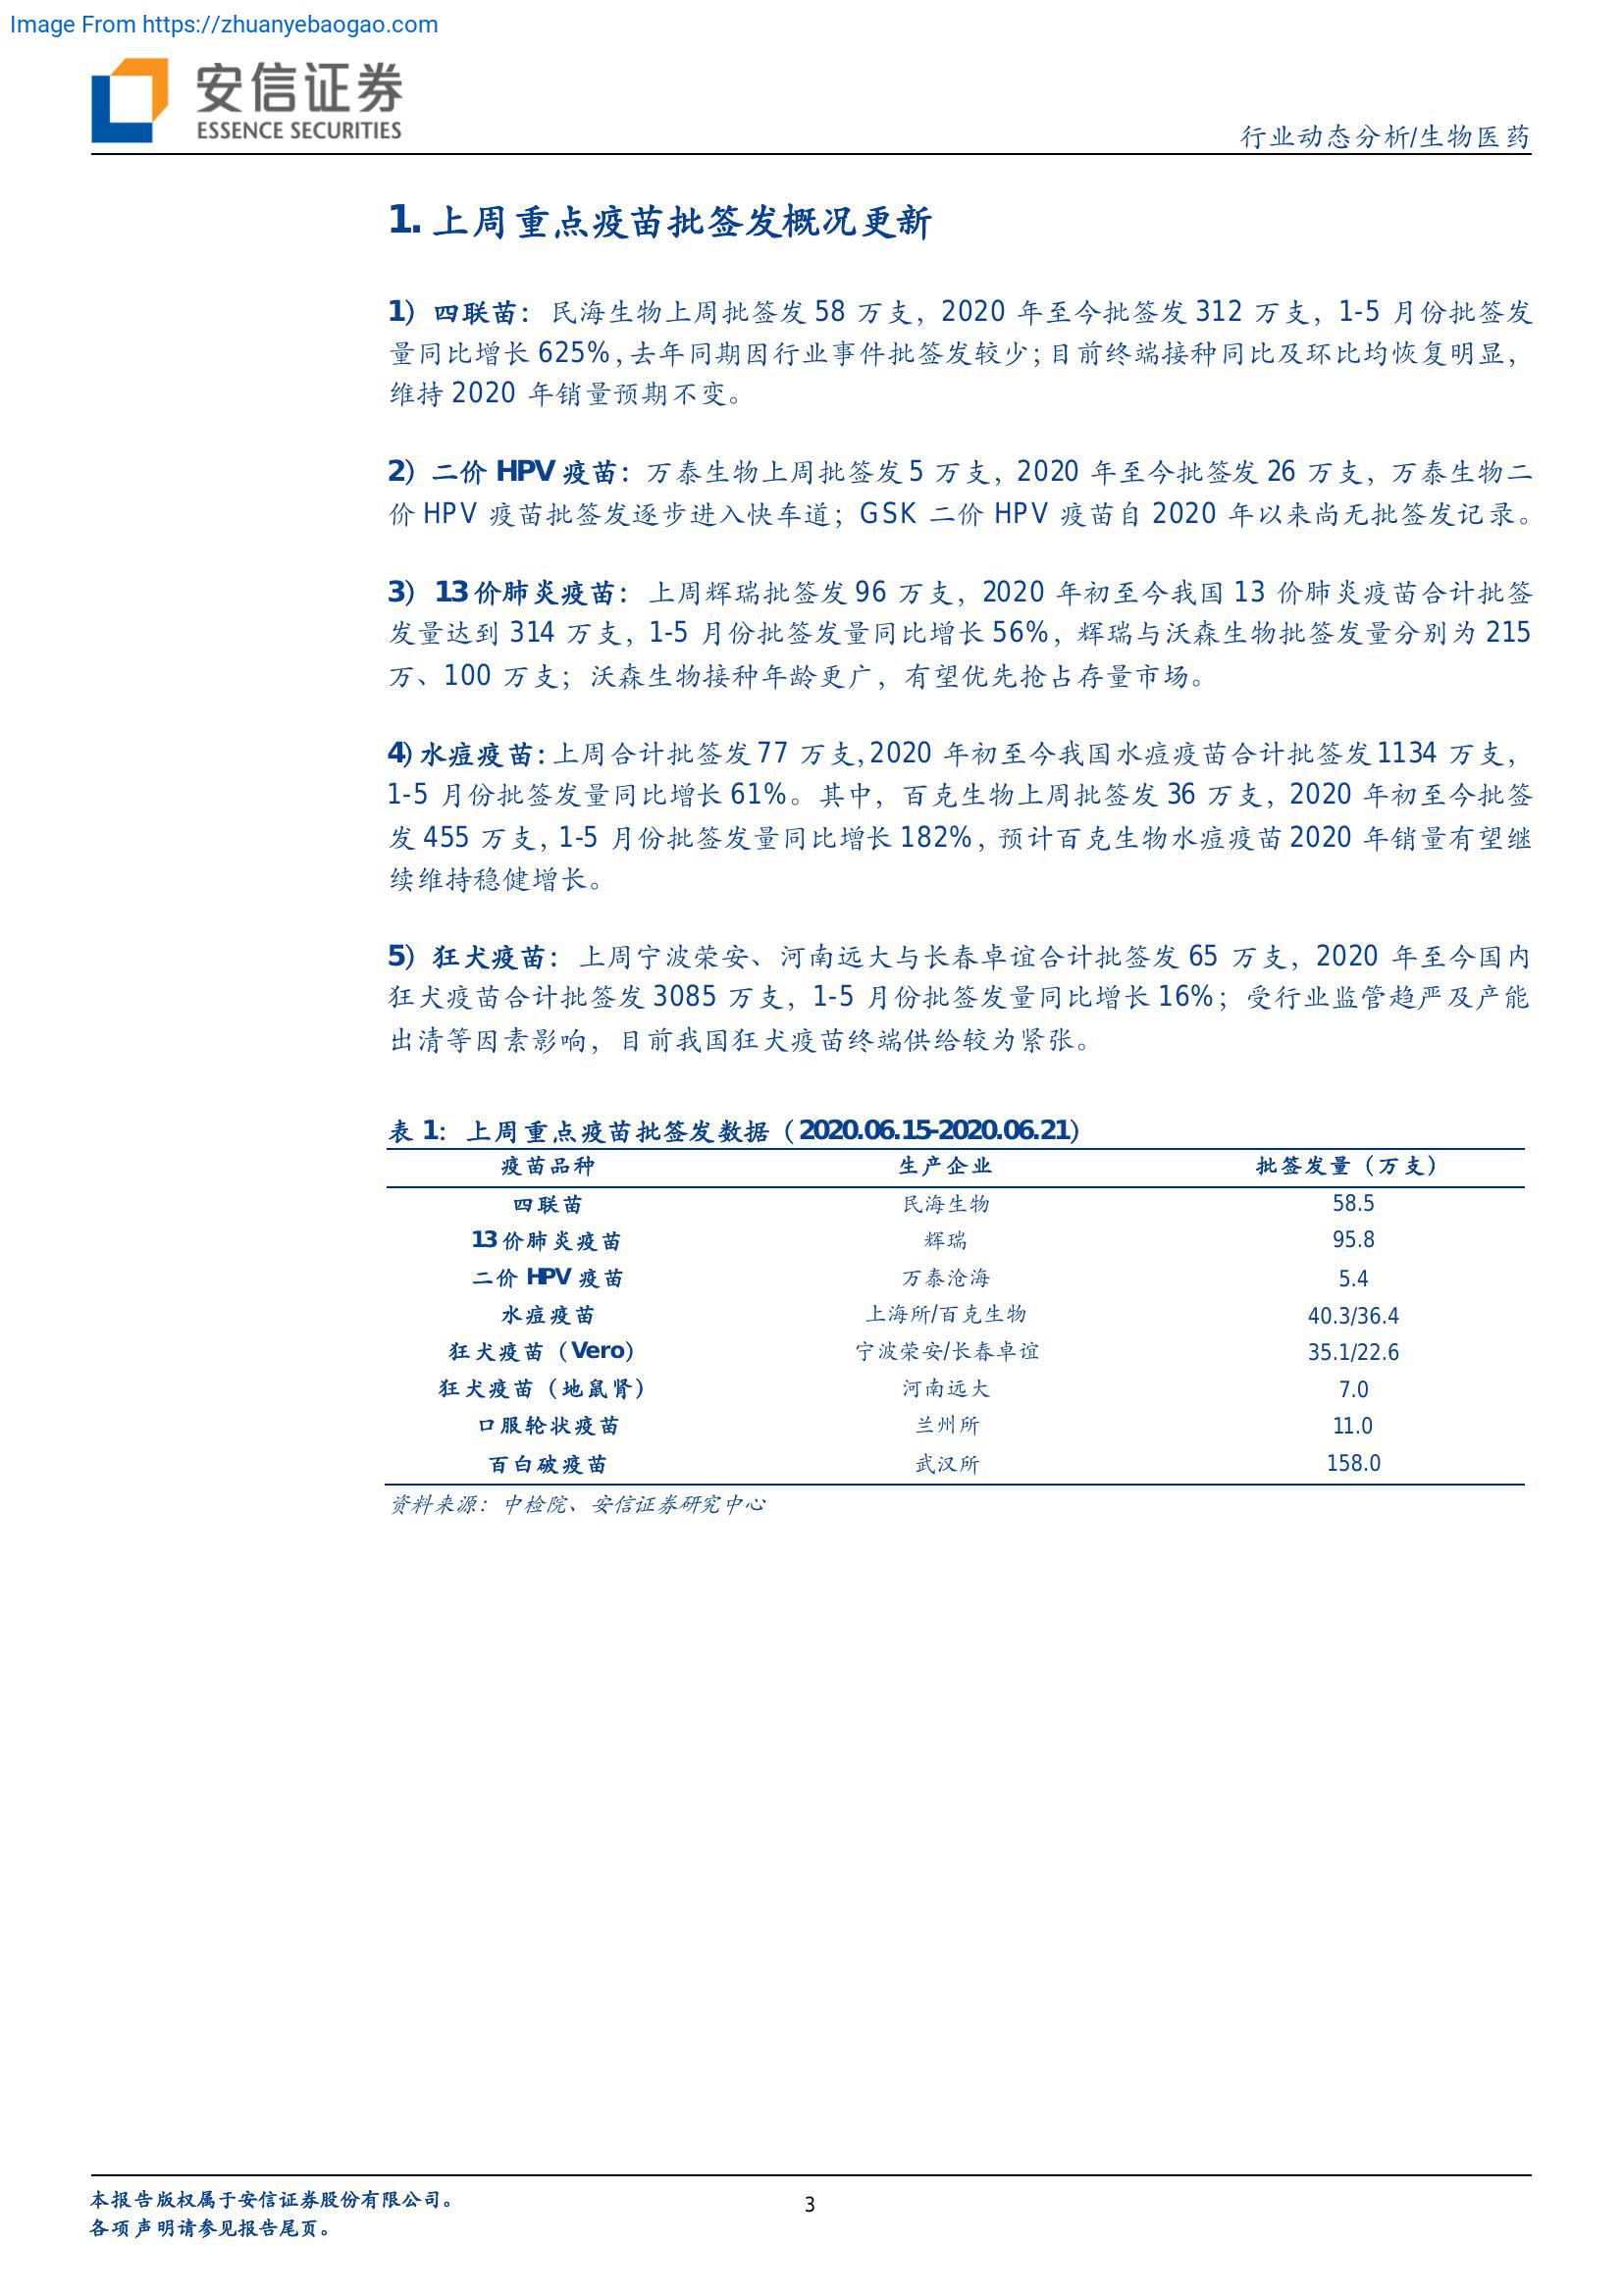 Image From https://zhuanyebaogao.com
安信证券
ESSENCE SECURITIES
行业动态分析/生物医药
1. 上周重点疫苗批签发概况更新
1）四联苗：民海生物上周批签发 58 万支，2020 年至今批签发 312 万支，1-5 月份批签发
量同比增长 625%，去年同期因行业事件批签发较少；目前终端接种同比及环比均恢复明显，
维持 2020 年销量预期不变。
2）二价 HPV 疫苗：万泰生物上周批签发 5 万支，2020 年至今批签发 26 万支，万泰生物二
价 HPV 疫苗批签发逐步进入快车道；GSK 二价 HPV 疫苗自 2020 年以来尚无批签发记录。
3）13 价肺炎疫苗：上周辉瑞批签发 96 万支，2020 年初至今我国 13 价肺炎疫苗合计批签
发量达到 314 万支，1-5 月份批签发量同比增长 56%，辉瑞与沃森生物批签发量分别为 215
万、100 万支；沃森生物接种年龄更广，有望优先抢占存量市场。
4）水痘疫苗：上周合计批签发 77 万支，2020 年初至今我国水痘疫苗合计批签发 1134 万支，
1-5 月份批签发量同比增长 61%。其中，百克生物上周批签发 36 万支，2020 年初至今批签
发 455 万支，1-5 月份批签发量同比增长 182%，预计百克生物水痘疫苗 2020 年销量有望继
续维持稳健增长。
5）狂犬疫苗：上周宁波荣安、河南远大与长春卓谊合计批签发 65 万支，2020 年至今国内
狂犬疫苗合计批签发 3085 万支，1-5 月份批签发量同比增长 16%；受行业监管趋严及产能
出清等因素影响，目前我国狂犬疫苗终端供给较为紧张。
表 1：上周重点疫苗批签发数据（2020.06.15-2020.06.21）
疫苗品种 生产企业 批签发量（万支）
四联苗 民海生物 58.5
13 价肺炎疫苗 辉瑞 95.8
二价 HPV 疫苗 万泰沧海 5.4
水痘疫苗 上海所/百克生物 40.3/36.4
狂犬疫苗（Vero） 宁波荣安/长春卓谊 35.1/22.6
狂犬疫苗（地鼠肾） 河南远大 7.0
口服轮状疫苗 兰州所 11.0
百白破疫苗 武汉所 158.0
资料来源：中检院、安信证券研究中心
本报告版权属于安信证券股份有限公司。
各项声明请参见报告尾页。
3